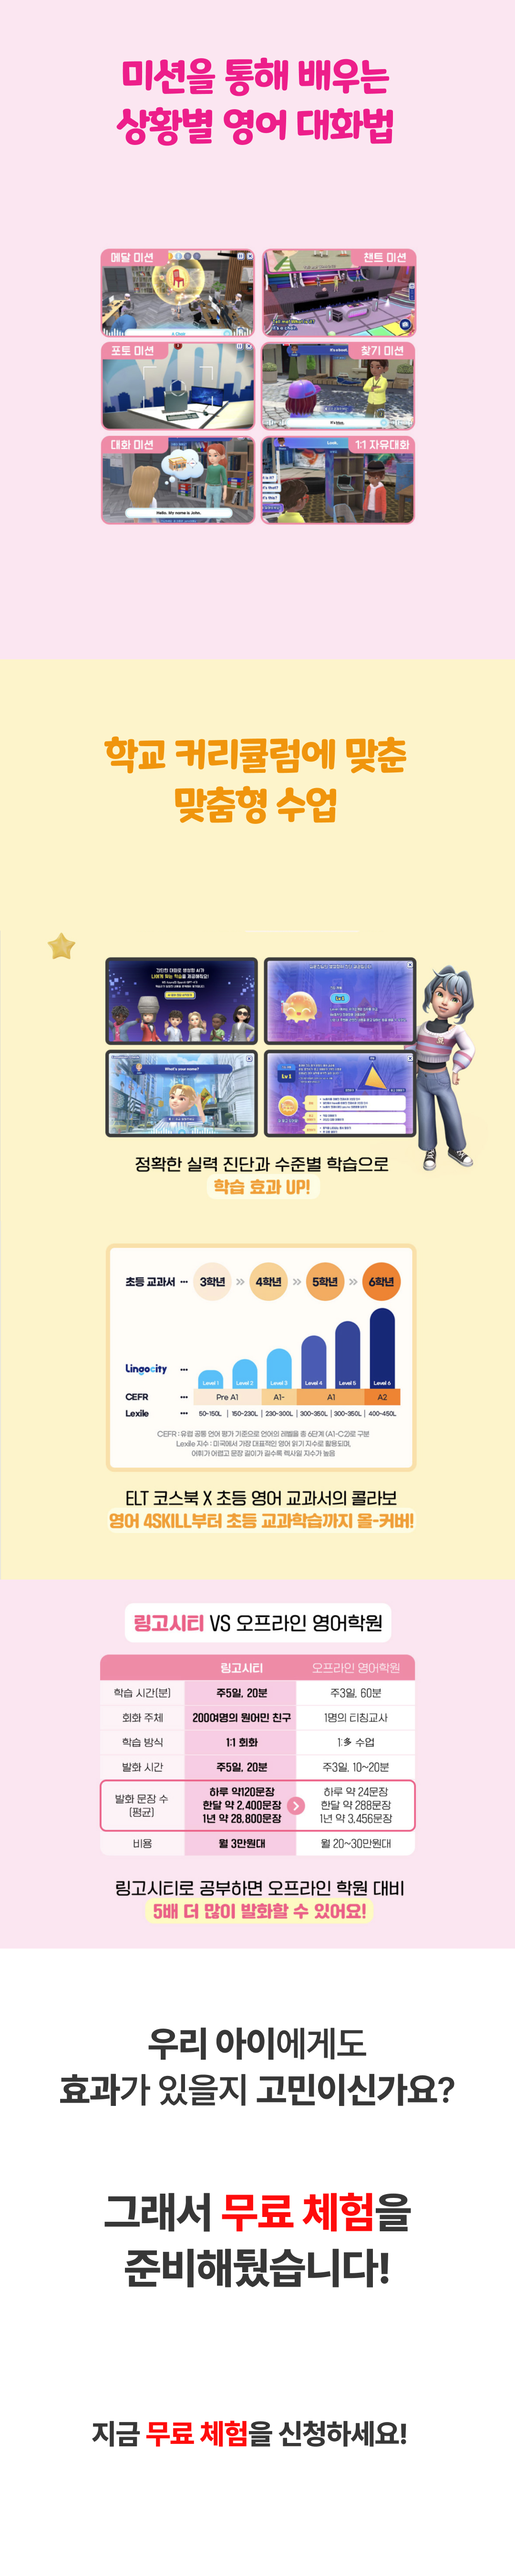 미션을 통해 배우는
상황별 영어 대화법
메달 미션
챈트 미션
포토 미션
찾기 미션
대화 미션
Hello. My name is John.
1:1 자유대화
Look.
학교 커리큘럼에 맞춘
맞춤형 수업
Lv.1
What's your name?
Lv 1
정확한 실력 진단과 수준별 학습으로
학습 효과 UP!
초등 교과서 ••• 3학년 >> 4학년 >> 5학년 >> 6학년
Lingocity •••
Level 1 Level 2 Level 3 Level 4 Level 5 Level 6
CEFR ••• Pre A1 A1- A1 A2
Lexile ••• 50-150L | 150-230L | 230-300L | 300-350L | 300-350L | 400-450L
CEFR : 유럽 공통 언어 평가 기준으로 언어의 레벨을 총 6단계 (A1-C2)로 구분
Lexile 지수 : 미국에서 가장 대표적인 영어 읽기 지수로 활용되며,
어휘가 어렵고 문장 길이가 길수록 렉사일 지수가 높음
ELT 코스북 X 초등 영어 교과서의 콜라보
영어 4SKILL부터 초등 교과학습까지 올-커버!
링고시티 VS 오프라인 영어학원
링고시티 오프라인 영어학원
학습 시간(분) 주5일, 20분 주3일, 60분
회화 주체 200여명의 원어민 친구 1명의 티칭교사
학습 방식 1:1 회화 1:多 수업
발화 시간 주5일, 20분 주3일, 10~20분
발화 문장 수
(평균)
하루 약120문장
한달 약 2,400문장
1년 약 28,800문장
하루 약 24문장
한달 약 288문장
1년 약 3,456문장
비용 월 3만원대 월 20~30만원대
링고시티로 공부하면 오프라인 학원 대비
5배 더 많이 발화할 수 있어요!
우리 아이에게도
효과가 있을지 고민이신가요?
그래서 무료 체험을
준비해뒀습니다!
지금 무료 체험을 신청하세요!